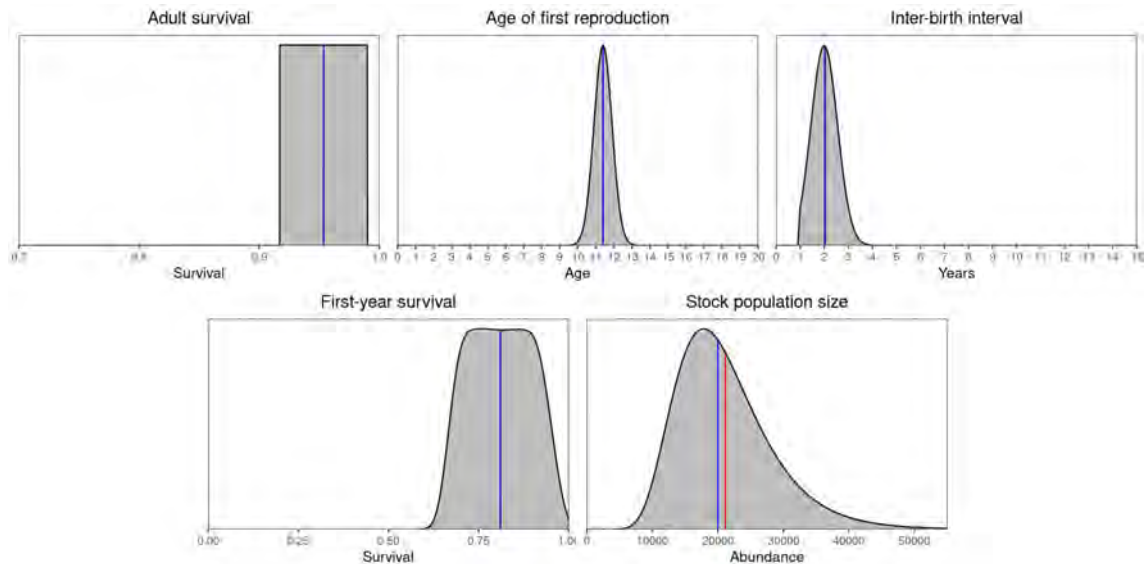 Adult survival
Age of first reproduction
Inter-birth interval
0.7 0.8 0.9 1.0
0 1 2 3 4 5 6 7 8 9 10 11 12 13 14 15 16 17 18 19 20
0 1 2 3 4 5 6 7 8 9 10 11 12 13 14 15
Survival
Age
Years
First-year survival
Stock population size
0.00 0.25 0.50 0.75 1.00
0 10000 20000 30000 40000 50000
Survival
Abundance